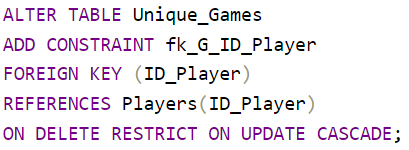 ALTER TABLE Unique_Games
ADD CONSTRAINT fk_G_ID_Player
FOREIGN KEY (ID_Player)
REFERENCES Players(ID_Player)
ON DELETE RESTRICT ON UPDATE CASCADE;